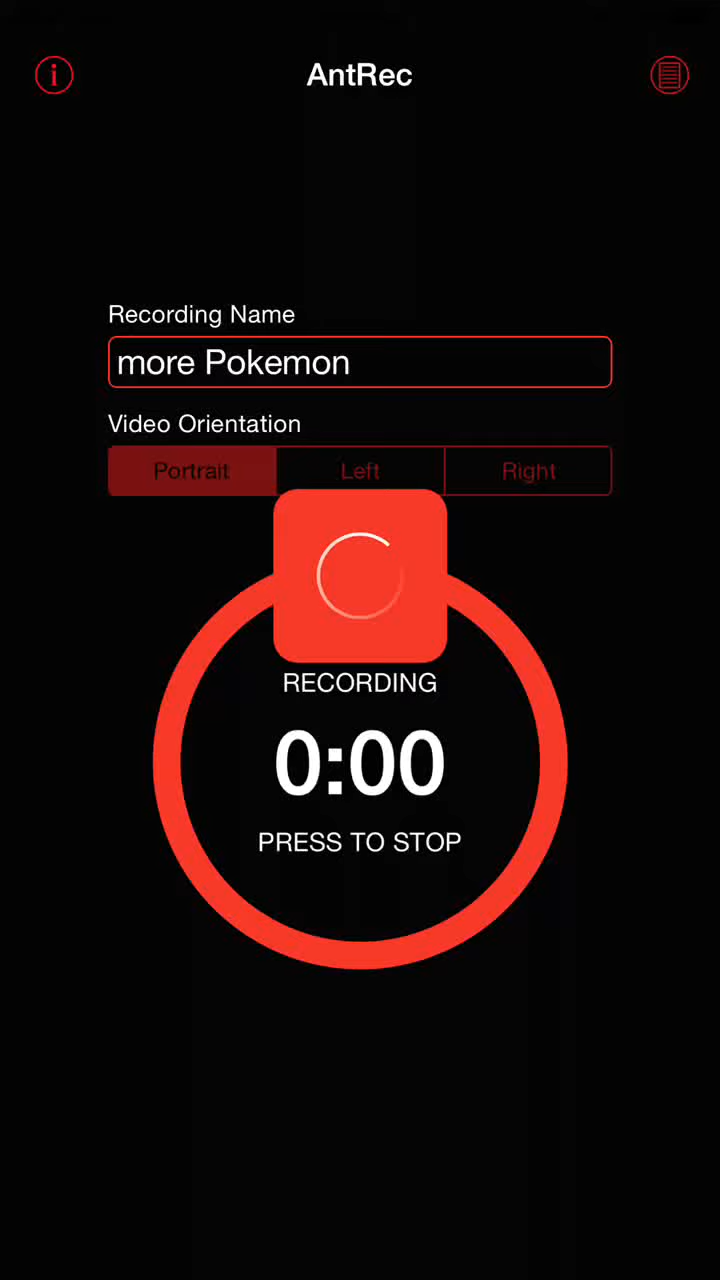 AntRec
Recording Name
more Pokemon
Video Orientation
Portrait Left Right
RECORDING
0:00
PRESS TO STOP